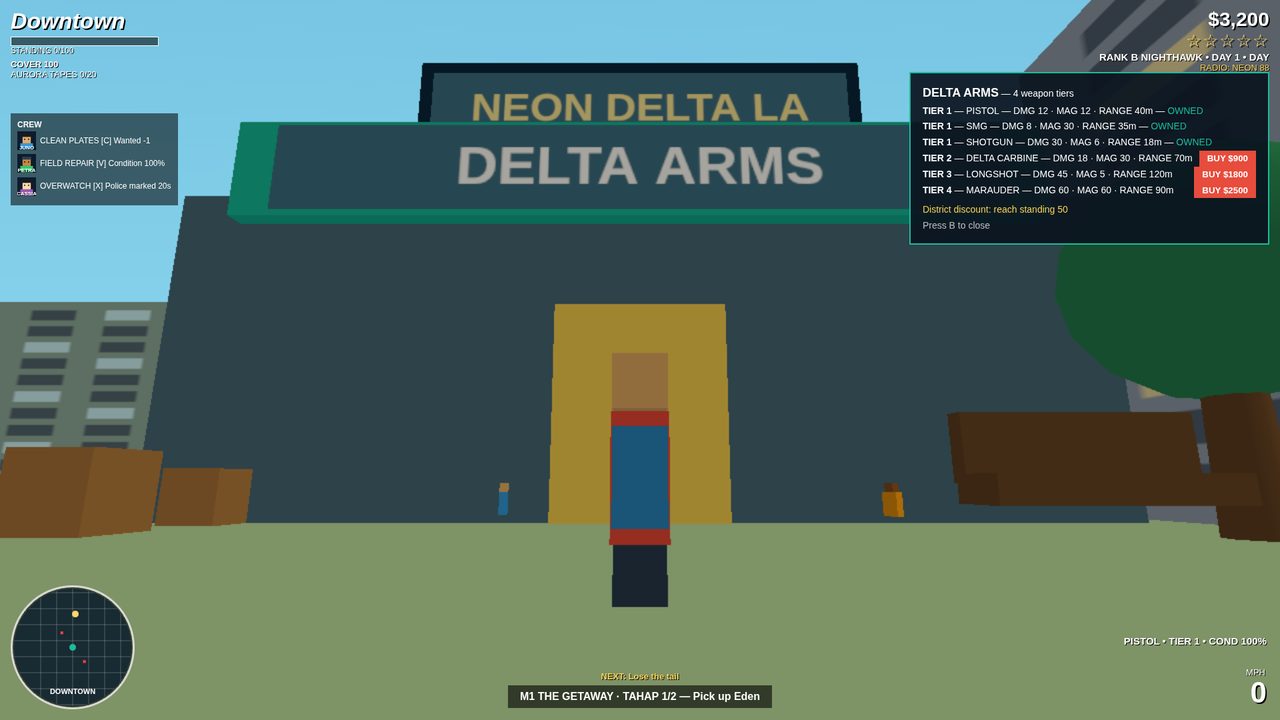 Downtown
STANDING 0/100
COVER 100
AURORA TAPES 0/20
$3,200
RANK B NIGHTHAWK • DAY 1 • DAY
RADIO: NEON 88
CREW
JUNO
CLEAN PLATES [C] Wanted -1
PETRA
FIELD REPAIR [V] Condition 100%
CASSIA
OVERWATCH [X] Police marked 20s
NEON DELTA LA
DELTA ARMS
DELTA ARMS — 4 weapon tiers
TIER 1 — PISTOL — DMG 12 · MAG 12 · RANGE 40m — OWNED
TIER 1 — SMG — DMG 8 · MAG 30 · RANGE 35m — OWNED
TIER 1 — SHOTGUN — DMG 30 · MAG 6 · RANGE 18m — OWNED
TIER 2 — DELTA CARBINE — DMG 18 · MAG 30 · RANGE 70m BUY $900
TIER 3 — LONGSHOT — DMG 45 · MAG 5 · RANGE 120m BUY $1800
TIER 4 — MARAUDER — DMG 60 · MAG 60 · RANGE 90m BUY $2500
District discount: reach standing 50
Press B to close
DOWNTOWN
NEXT: Lose the tail
M1 THE GETAWAY · TAHAP 1/2 — Pick up Eden
PISTOL • TIER 1 • COND 100%
MPH
0